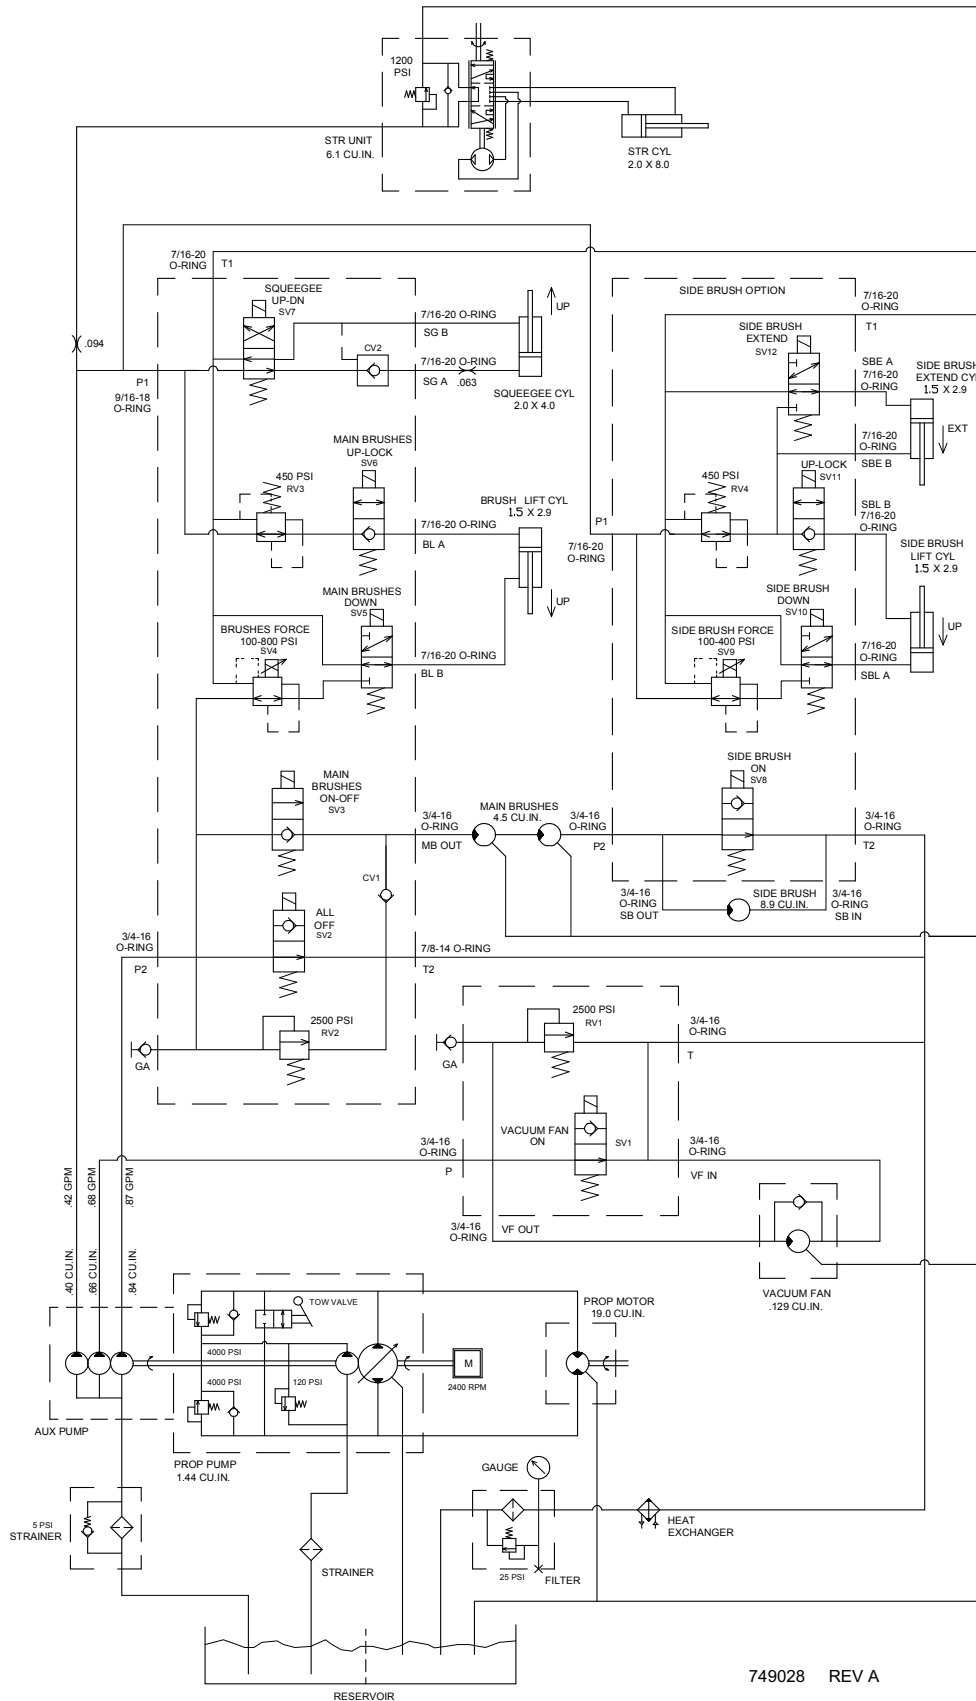 1200
PSI
STR UNIT
6.1 CU.IN.
STR CYL
2.0 X 8.0
7/16-20
O-RING
T1
SQUEEGEE
UP-DN
SV7
7/16-20 O-RING
SG B
UP
CV2
7/16-20 O-RING
SG A
.063
SQUEEGEE CYL
2.0 X 4.0
.094
P1
9/16-18
O-RING
MAIN BRUSHES
UP-LOCK
SV6
450 PSI
RV3
BRUSH LIFT CYL
1.5 X 2.9
7/16-20 O-RING
BL A
UP
MAIN BRUSHES
DOWN
SV5
BRUSHES FORCE
100-800 PSI
SV4
7/16-20 O-RING
BL B
SIDE BRUSH OPTION
7/16-20
O-RING
T1
SIDE BRUSH
EXTEND
SV12
SBE A
7/16-20
O-RING
SIDE BRUSH
EXTEND CYL
1.5 X 2.9
EXT
7/16-20
O-RING
SBE B
450 PSI
RV4
UP-LOCK
SV11
SBL B
7/16-20
O-RING
P1
7/16-20
O-RING
SIDE BRUSH
LIFT CYL
1.5 X 2.9
UP
SIDE BRUSH
DOWN
SV10
SIDE BRUSH FORCE
100-400 PSI
SV9
7/16-20
O-RING
SBL A
MAIN
BRUSHES
ON-OFF
SV3
3/4-16
O-RING
MB OUT
MAIN BRUSHES
4.5 CU.IN.
3/4-16
O-RING
P2
SIDE BRUSH
ON
SV8
3/4-16
O-RING
T2
CV1
3/4-16
O-RING
SB OUT
SIDE BRUSH
8.9 CU.IN.
3/4-16
O-RING
SB IN
ALL
OFF
SV2
3/4-16
O-RING
P2
7/8-14 O-RING
T2
2500 PSI
RV2
GA
2500 PSI
RV1
GA
3/4-16
O-RING
T
VACUUM FAN
ON
SV1
3/4-16
O-RING
P
3/4-16
O-RING
VF IN
3/4-16
O-RING
VF OUT
VACUUM FAN
.129 CU.IN.
.42 GPM
.68 GPM
.87 GPM
.40 CU.IN.
.66 CU.IN.
.84 CU.IN.
TOW VALVE
4000 PSI
4000 PSI
120 PSI
M
2400 RPM
PROP MOTOR
19.0 CU.IN.
AUX PUMP
PROP PUMP
1.44 CU.IN.
GAUGE
5 PSI
STRAINER
STRAINER
25 PSI
FILTER
HEAT
EXCHANGER
RESERVOIR
749028 REV A